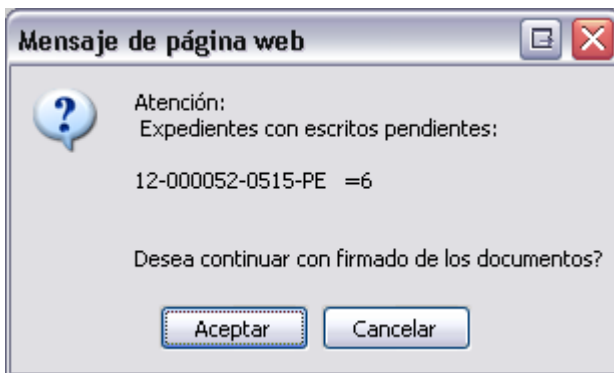 Mensaje de página web
Atención:
Expedientes con escritos pendientes:
12-000052-0515-PE =6
Desea continuar con firmado de los documentos?
Aceptar
Cancelar